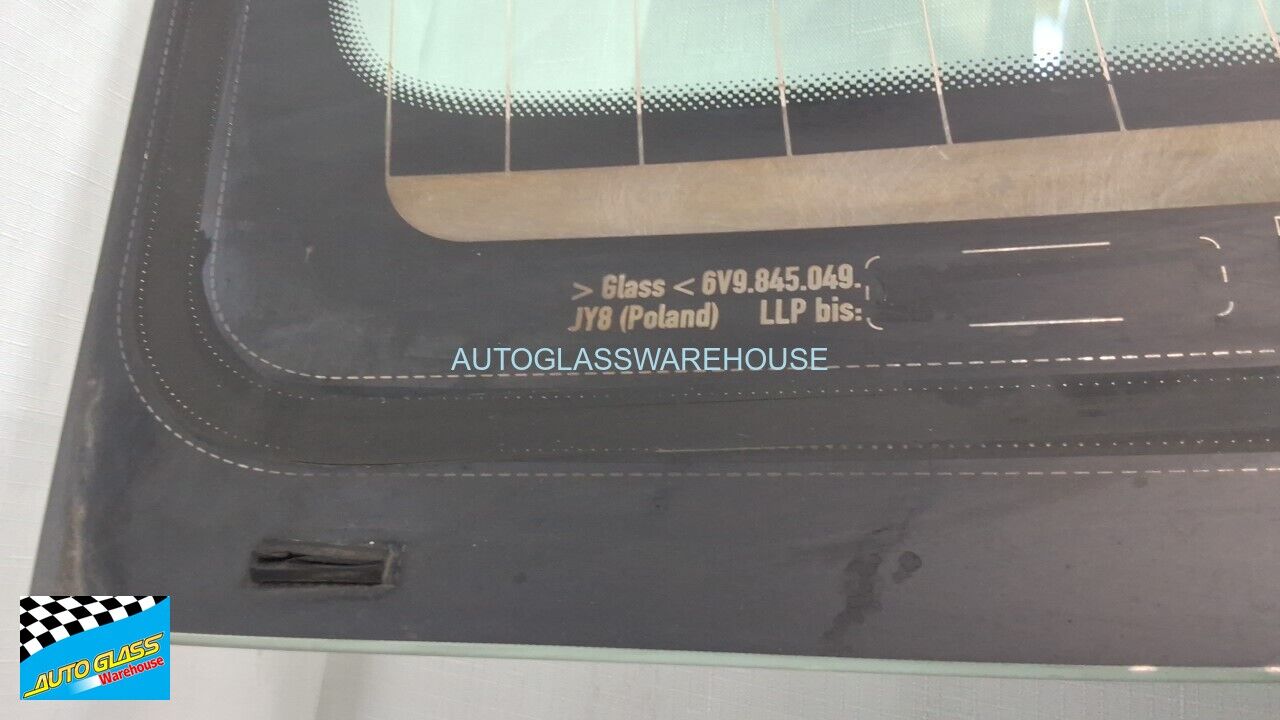 > Glass < 6V9.845.049.
JY8 (Poland) LLP bis:
AUTOGLASSWAREHOUSE
AUTO GLASS
Warehouse